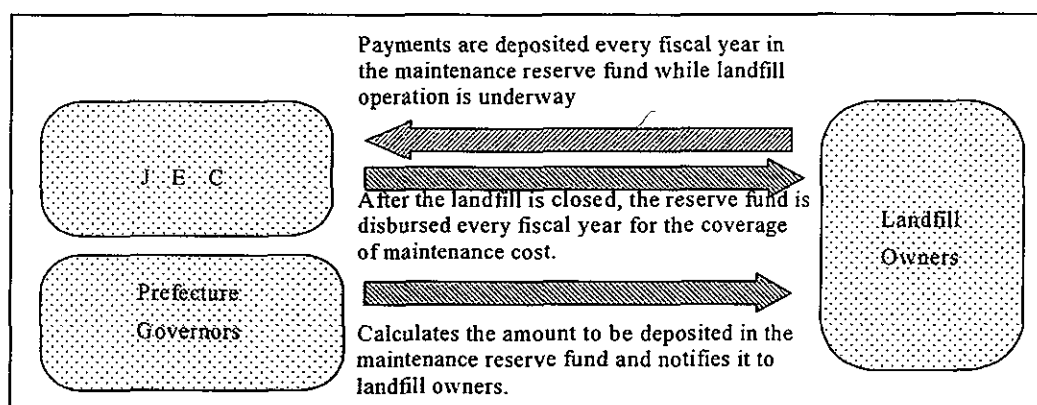 Payments are deposited every fiscal year in
the maintenance reserve fund while landfill
operation is underway
J E C
After the landfill is closed, the reserve fund is
disbursed every fiscal year for the coverage
of maintenance cost.
Landfill
Owners
Prefecture
Governors
Calculates the amount to be deposited in the
maintenance reserve fund and notifies it to
landfill owners.